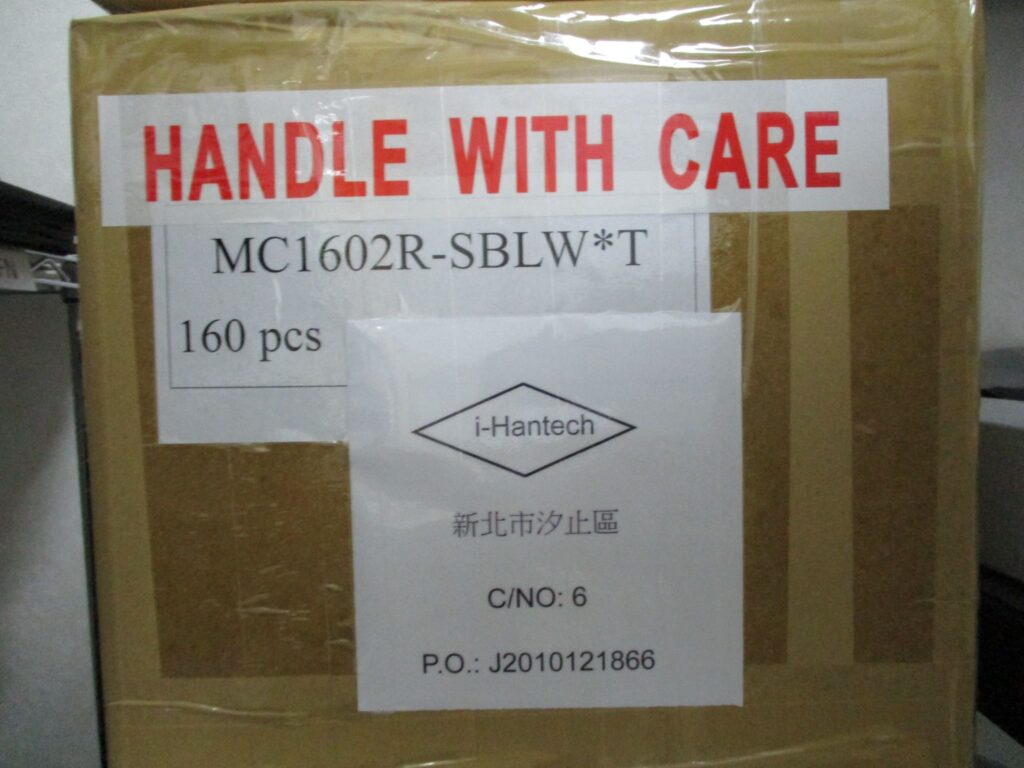 HANDLE WITH CARE
MC1602R-SBLW*T
160 pcs
i-Hantech
新北市汐止區
C/NO: 6
P.O.: J2010121866